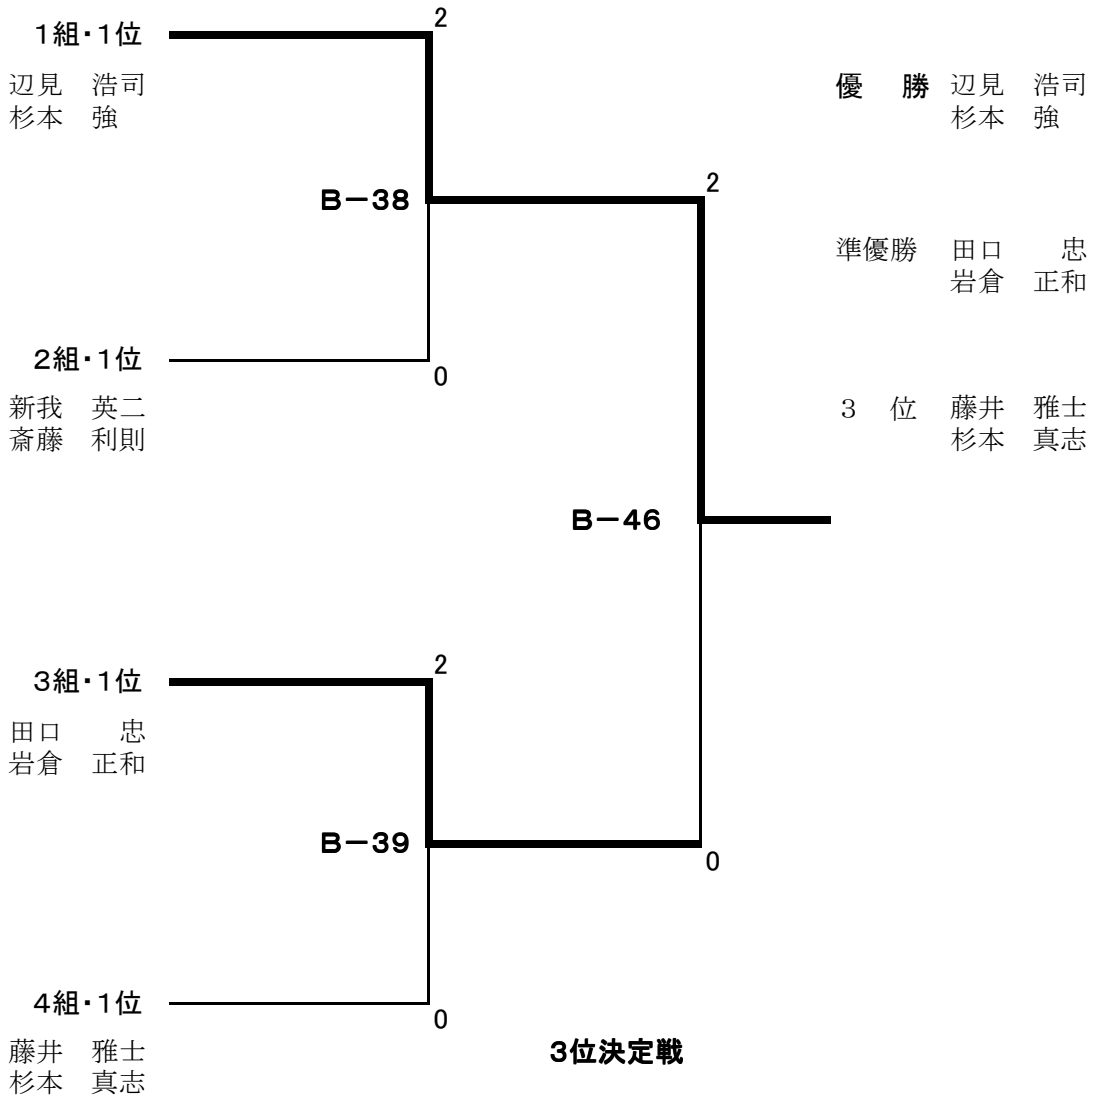 2
１組・１位
辺見　浩司
杉本　強
優　勝　辺見　浩司
杉本　強
2
Ｂ－38
準優勝　田口　　忠
岩倉　正和
２組・１位
0
新我　英二
斎藤　利則
３　位　藤井　雅士
杉本　真志
Ｂ－46
2
３組・１位
田口　　忠
岩倉　正和
Ｂ－39
0
４組・１位
0
藤井　雅士
杉本　真志
３位決定戦